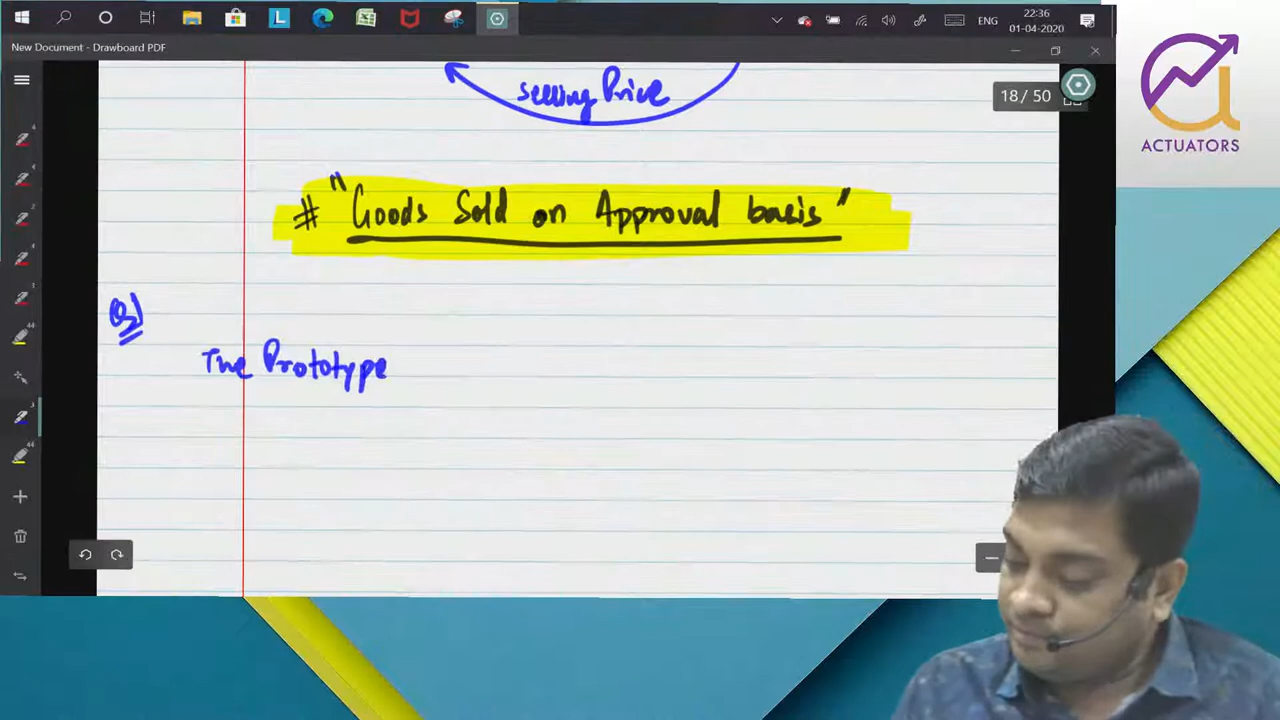 22:36
ENG
01-04-2020
New Document - Drawboard PDF
selling Price
18 / 50
ACTUATORS
# "Goods Sold on Approval basis"
Q)
The Prototype